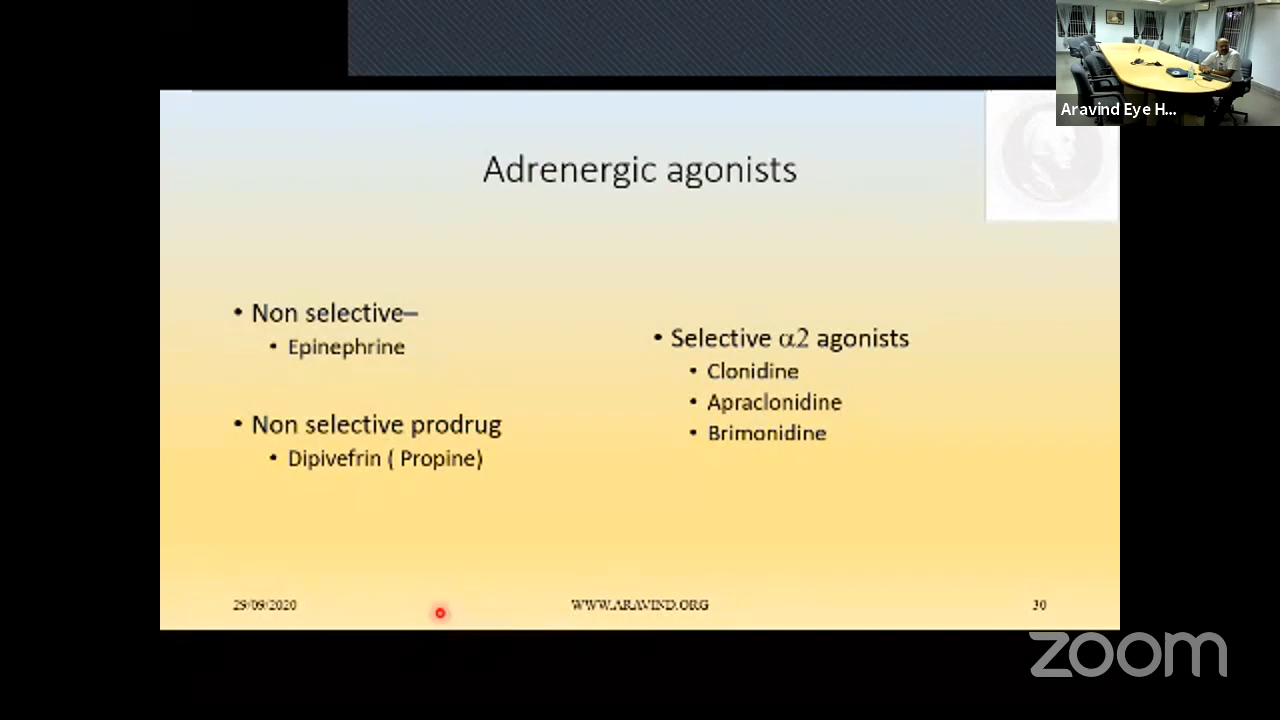 Aravind Eye H...
Adrenergic agonists
• Non selective–
• Epinephrine
• Non selective prodrug
• Dipivefrin ( Propine)
• Selective α2 agonists
• Clonidine
• Apraclonidine
• Brimonidine
29/09/2020
WWW.ARAVIND.ORG
30
zoom